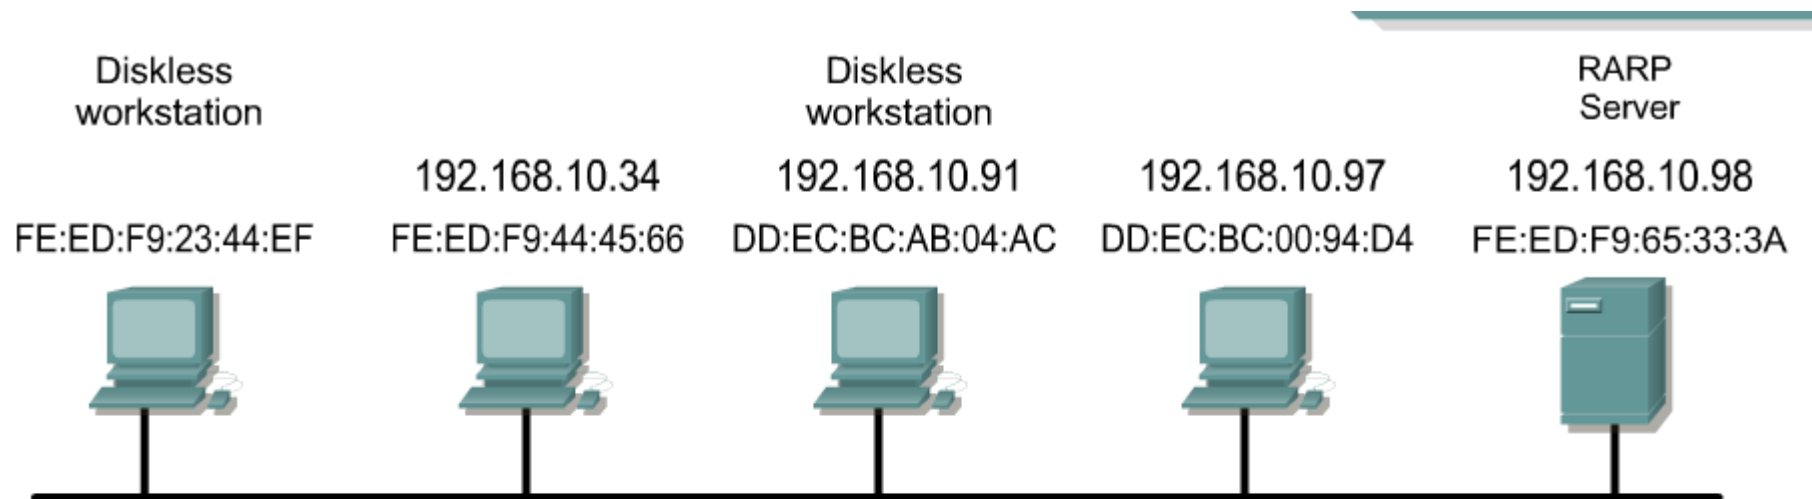 Diskless
workstation
Diskless
workstation
RARP
Server
192.168.10.34
192.168.10.91
192.168.10.97
192.168.10.98
FE:ED:F9:23:44:EF
FE:ED:F9:44:45:66
DD:EC:BC:AB:04:AC
DD:EC:BC:00:94:D4
FE:ED:F9:65:33:3A